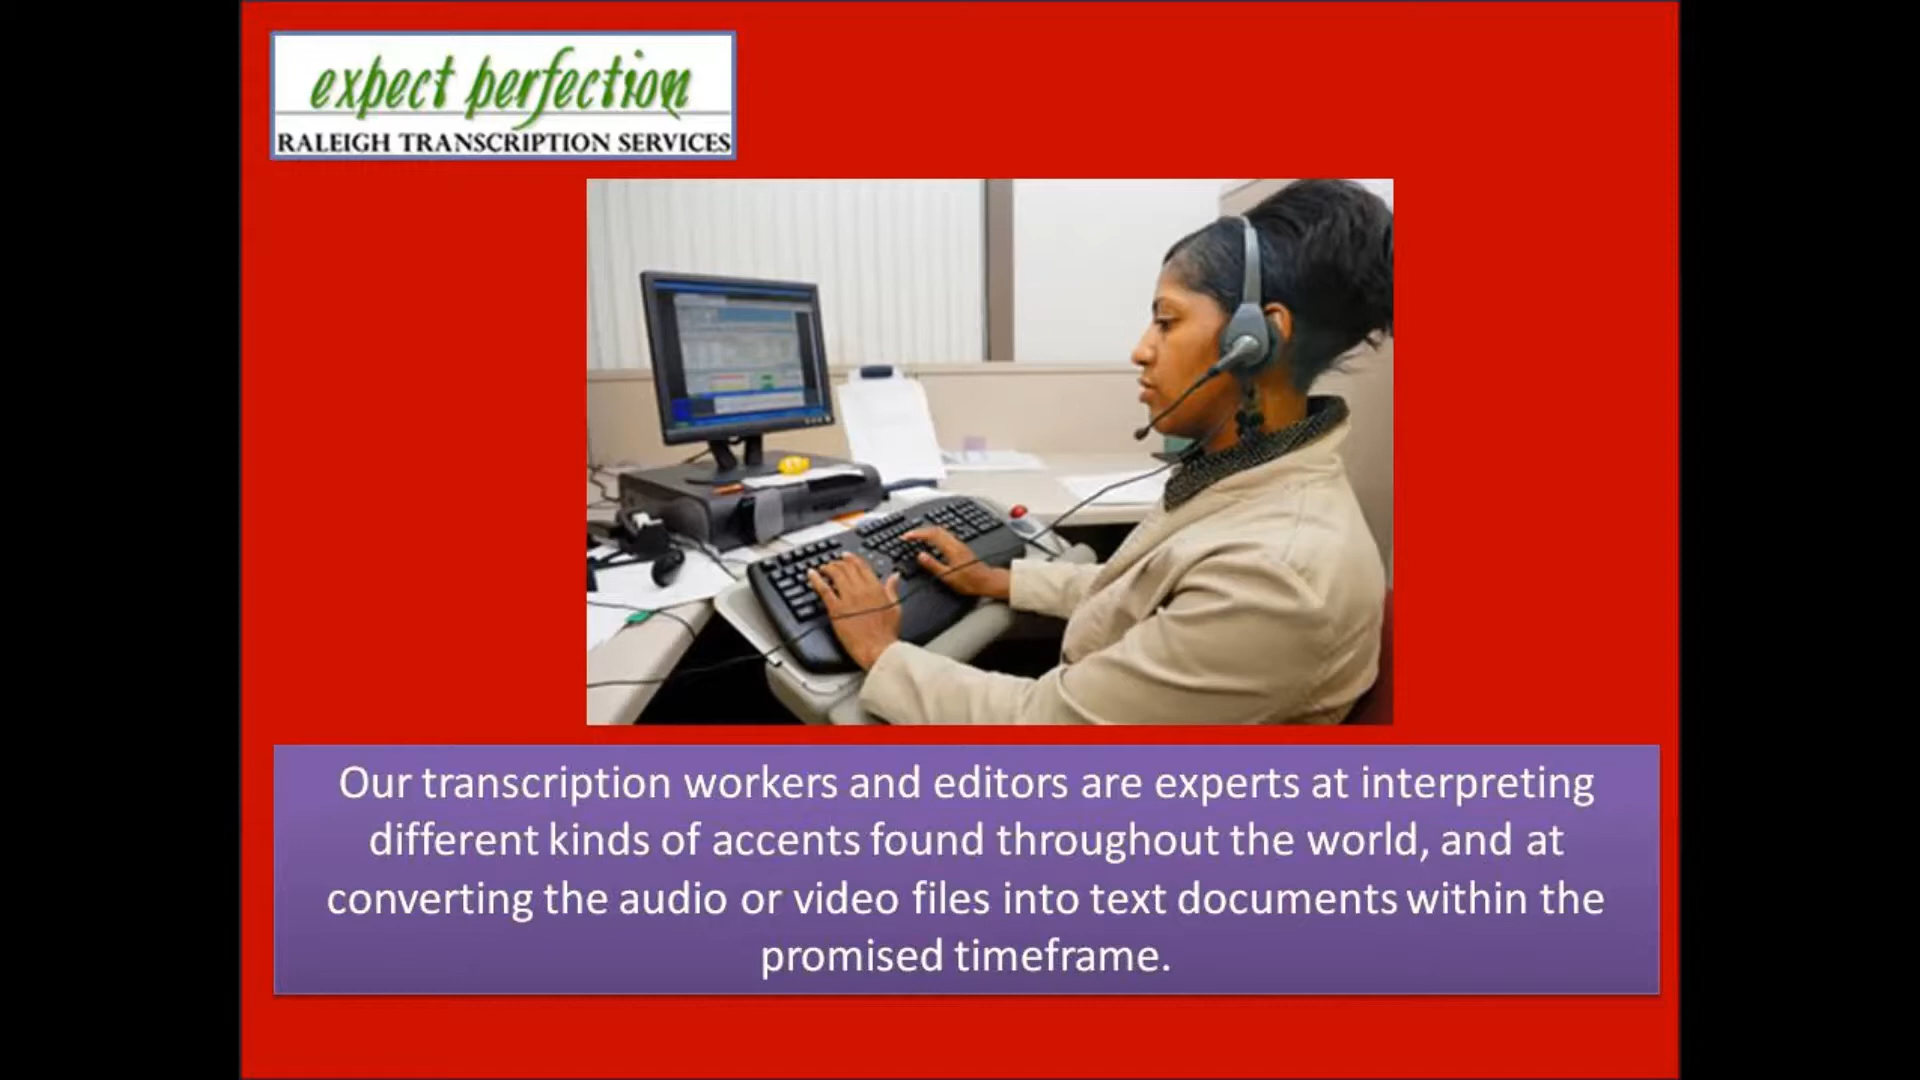 expect perfection
RALEIGH TRANSCRIPTION SERVICES
Our transcription workers and editors are experts at interpreting
different kinds of accents found throughout the world, and at
converting the audio or video files into text documents within the
promised timeframe.